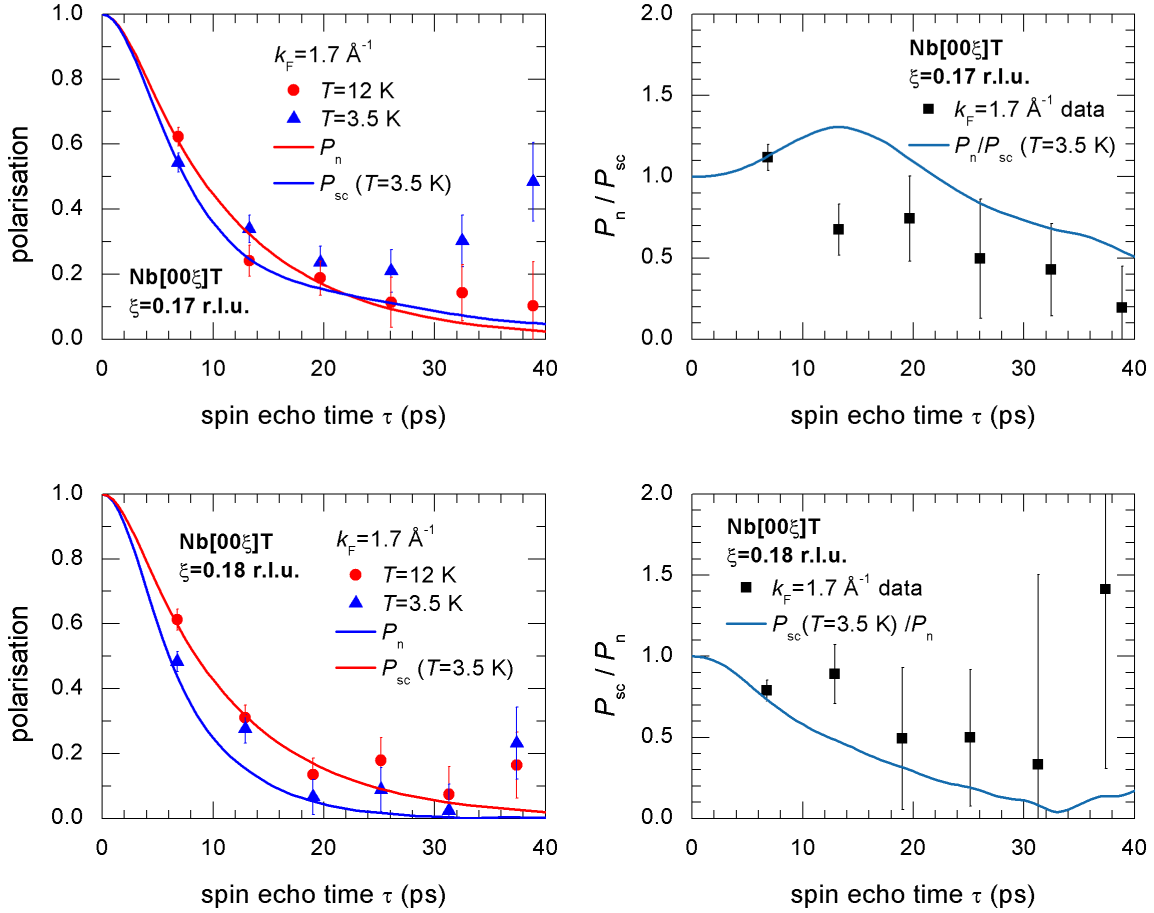 1.0
0.8
0.6
0.4
0.2
0.0
polarisation
k_F=1.7 Å⁻¹
T=12 K
T=3.5 K
P_n
P_sc (T=3.5 K)
Nb[00ξ]T
ξ=0.17 r.l.u.
0 10 20 30 40
spin echo time τ (ps)
2.0
1.5
1.0
0.5
0.0
P_n / P_sc
Nb[00ξ]T
ξ=0.17 r.l.u.
k_F=1.7 Å⁻¹ data
P_n/P_sc (T=3.5 K)
0 10 20 30 40
spin echo time τ (ps)
1.0
0.8
0.6
0.4
0.2
0.0
polarisation
Nb[00ξ]T
ξ=0.18 r.l.u.
k_F=1.7 Å⁻¹
T=12 K
T=3.5 K
P_n
P_sc (T=3.5 K)
0 10 20 30 40
spin echo time τ (ps)
2.0
1.5
1.0
0.5
0.0
P_sc / P_n
Nb[00ξ]T
ξ=0.18 r.l.u.
k_F=1.7 Å⁻¹ data
P_sc(T=3.5 K) /P_n
0 10 20 30 40
spin echo time τ (ps)